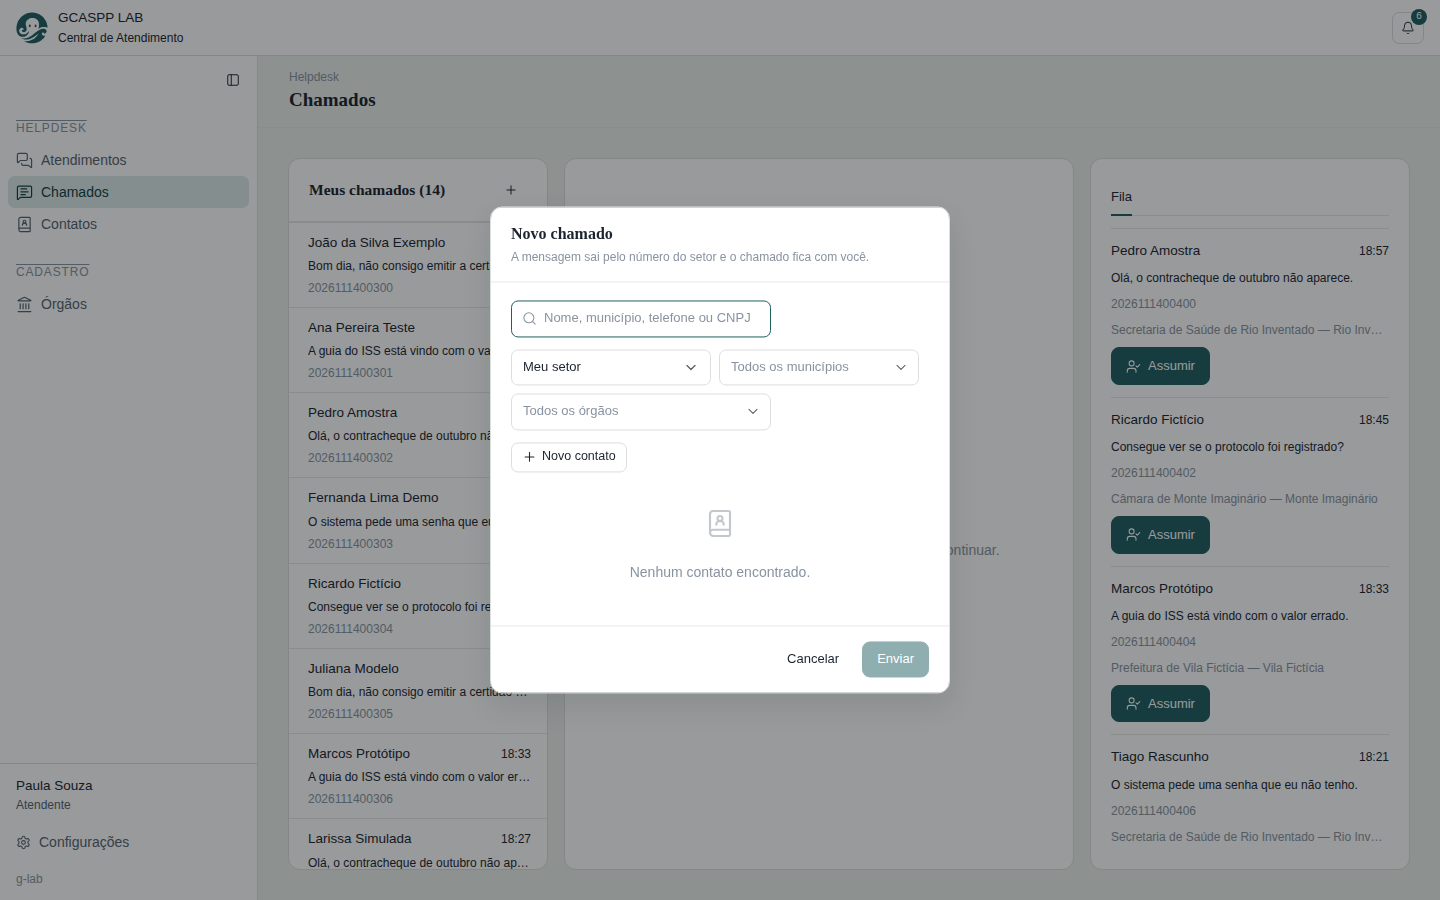 GCASPP LAB
Central de Atendimento
6
HELPDESK
Atendimentos
Chamados
Contatos
CADASTRO
Órgãos
Paula Souza
Atendente
Configurações
g-lab
Helpdesk
Chamados
Meus chamados (14)
João da Silva Exemplo
Bom dia, não consigo emitir a cert
2026111400300
Ana Pereira Teste
A guia do ISS está vindo com o va
2026111400301
Pedro Amostra
Olá, o contracheque de outubro nã
2026111400302
Fernanda Lima Demo
O sistema pede uma senha que eu
2026111400303
Ricardo Fictício
Consegue ver se o protocolo foi re
2026111400304
Juliana Modelo
Bom dia, não consigo emitir a certidão ...
2026111400305
Marcos Protótipo 18:33
A guia do ISS está vindo com o valor er...
2026111400306
Larissa Simulada 18:27
Olá, o contracheque de outubro não ap...
Novo chamado
A mensagem sai pelo número do setor e o chamado fica com você.
Nome, município, telefone ou CNPJ
Meu setor
Todos os municípios
Todos os órgãos
Novo contato
Nenhum contato encontrado.
Cancelar
Enviar
ontinuar.
Fila
Pedro Amostra 18:57
Olá, o contracheque de outubro não aparece.
2026111400400
Secretaria de Saúde de Rio Inventado — Rio Inv...
Assumir
Ricardo Fictício 18:45
Consegue ver se o protocolo foi registrado?
2026111400402
Câmara de Monte Imaginário — Monte Imaginário
Assumir
Marcos Protótipo 18:33
A guia do ISS está vindo com o valor errado.
2026111400404
Prefeitura de Vila Fictícia — Vila Fictícia
Assumir
Tiago Rascunho 18:21
O sistema pede uma senha que eu não tenho.
2026111400406
Secretaria de Saúde de Rio Inventado — Rio Inv...